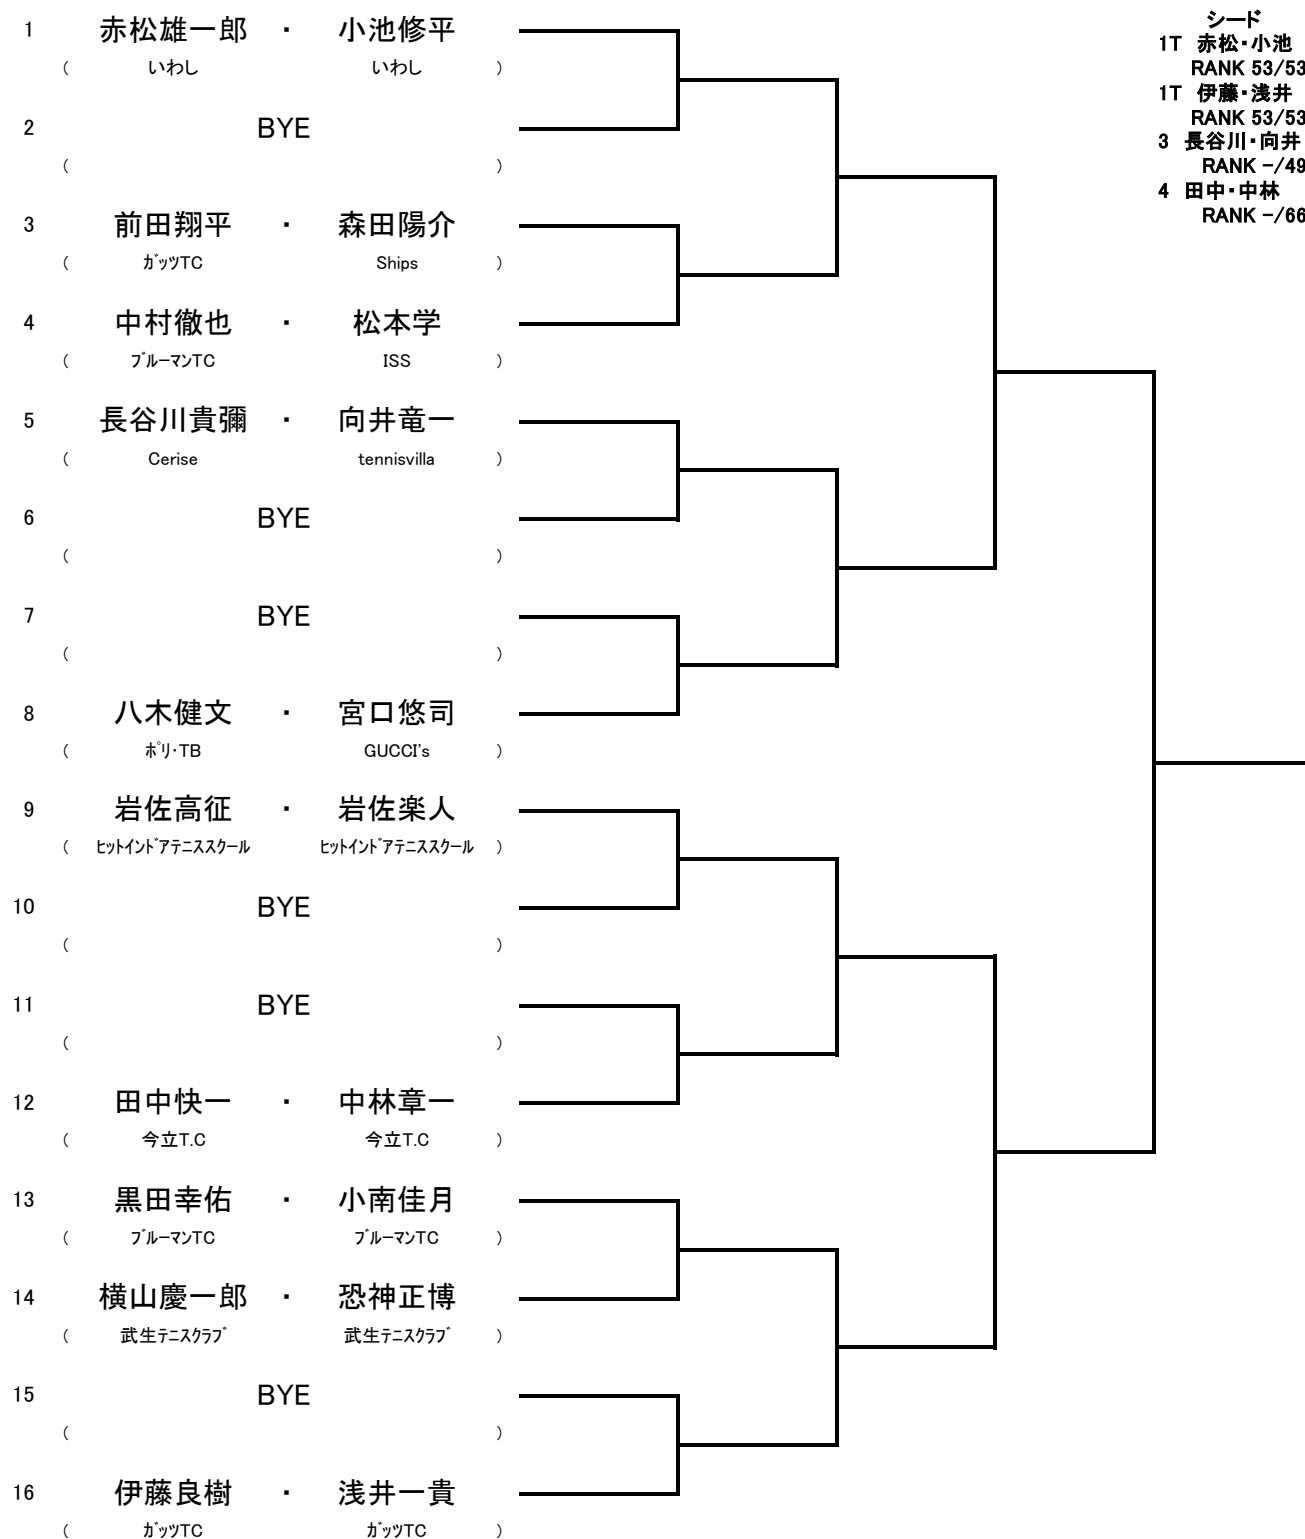 1 赤松雄一郎 ・ 小池修平
( いわし いわし )
2 BYE
( )
3 前田翔平 ・ 森田陽介
( ｶﾞｯﾂTC Ships )
4 中村徹也 ・ 松本学
( ﾌﾞﾙｰﾏﾝTC ISS )
5 長谷川貴彌 ・ 向井竜一
( Cerise tennisvilla )
6 BYE
( )
7 BYE
( )
8 八木健文 ・ 宮口悠司
( ﾎﾟﾘ･TB GUCCI's )
9 岩佐高征 ・ 岩佐楽人
( ﾋｯﾄｲﾝﾄﾞｱﾃﾆｽｽｸｰﾙ ﾋｯﾄｲﾝﾄﾞｱﾃﾆｽｽｸｰﾙ )
10 BYE
( )
11 BYE
( )
12 田中快一 ・ 中林章一
( 今立T.C 今立T.C )
13 黒田幸佑 ・ 小南佳月
( ﾌﾞﾙｰﾏﾝTC ﾌﾞﾙｰﾏﾝTC )
14 横山慶一郎 ・ 恐神正博
( 武生ﾃﾆｽｸﾗﾌﾞ 武生ﾃﾆｽｸﾗﾌﾞ )
15 BYE
( )
16 伊藤良樹 ・ 浅井一貴
( ｶﾞｯﾂTC ｶﾞｯﾂTC )
シード
1T 赤松・小池
RANK 53/53
1T 伊藤・浅井
RANK 53/53
3 長谷川・向井
RANK -/49
4 田中・中林
RANK -/66